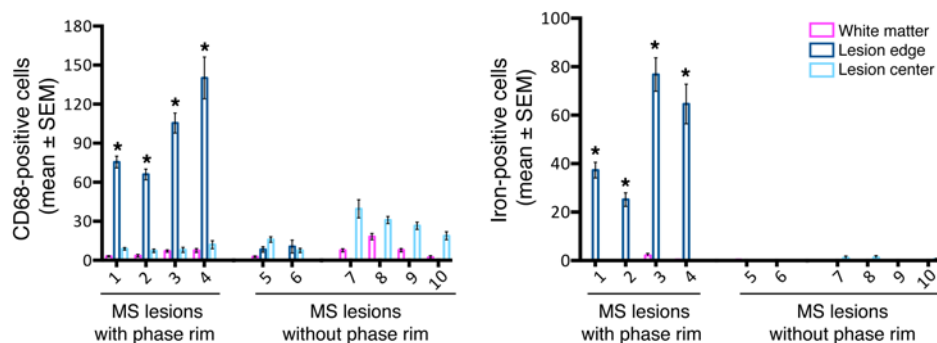 CD68-positive cells
(mean ± SEM)
180
150
120
90
60
30
0
* * * *
1 2 3 4 5 6 7 8 9 10
MS lesions
with phase rim
MS lesions
without phase rim
Iron-positive cells
(mean ± SEM)
100
80
60
40
20
0
* * * *
1 2 3 4 5 6 7 8 9 10
MS lesions
with phase rim
MS lesions
without phase rim
White matter
Lesion edge
Lesion center